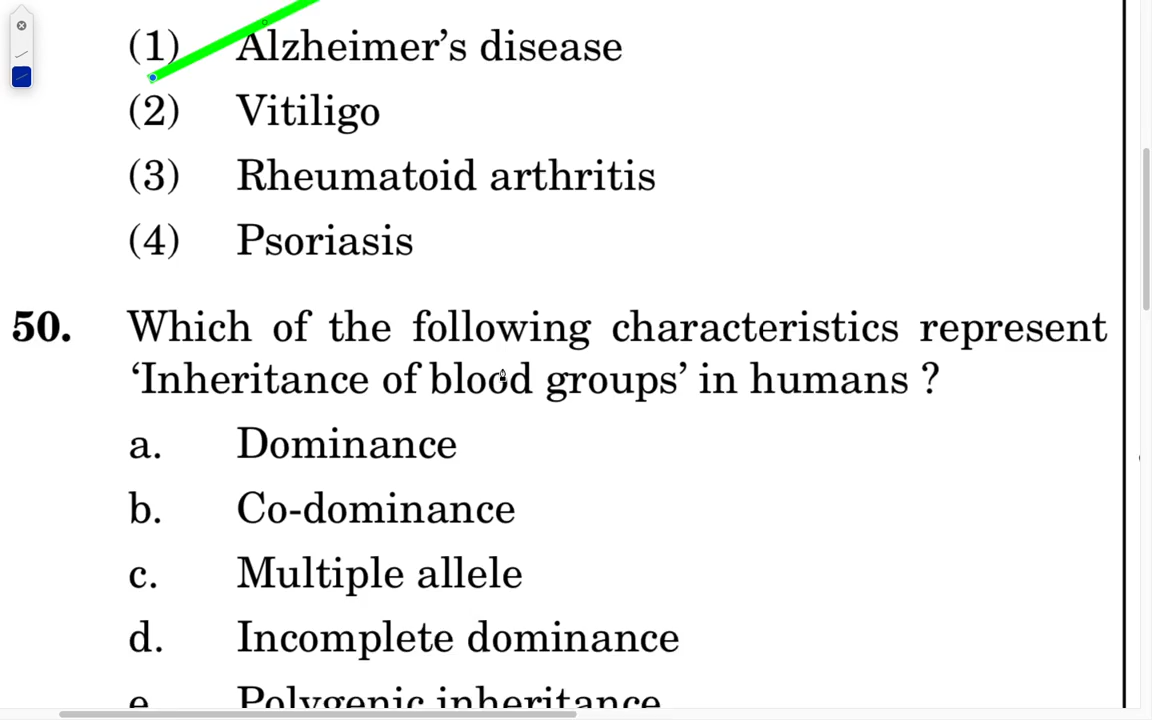 (1) Alzheimer's disease
(2) Vitiligo
(3) Rheumatoid arthritis
(4) Psoriasis
50. Which of the following characteristics represent
‘Inheritance of blood groups’ in humans ?
a. Dominance
b. Co-dominance
c. Multiple allele
d. Incomplete dominance
e. Polygenic inheritance